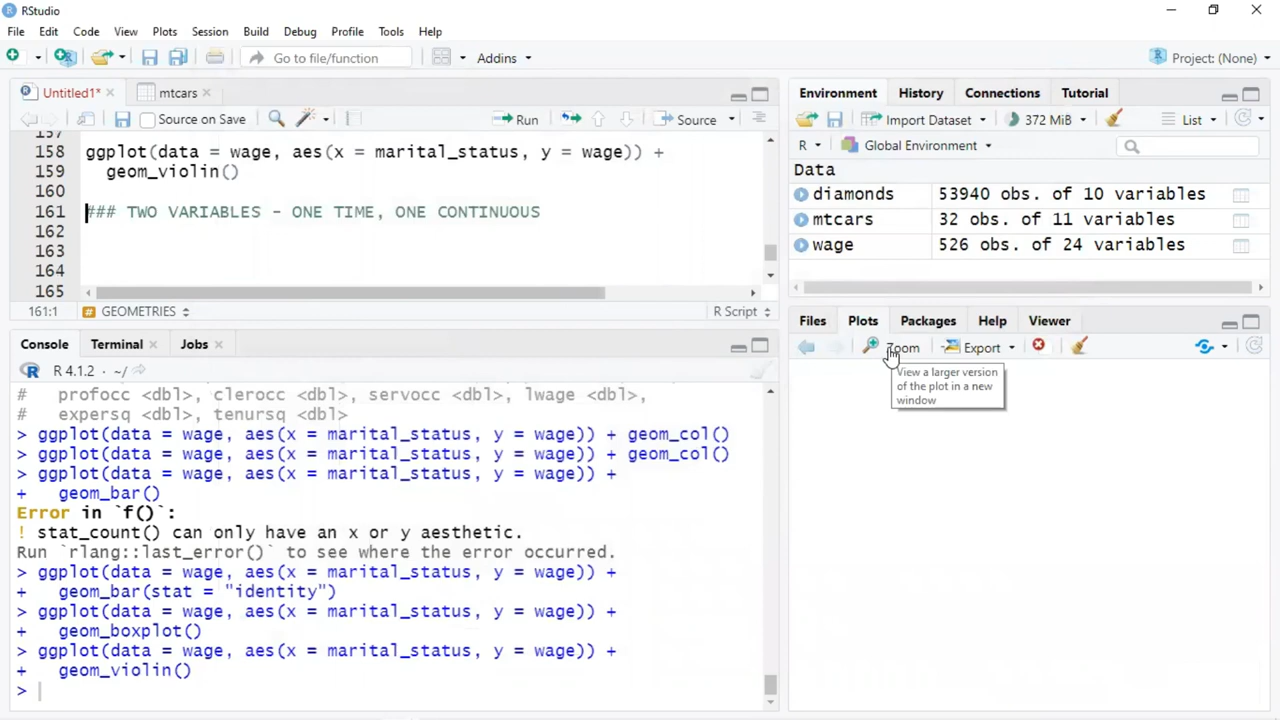 RStudio
File Edit Code View Plots Session Build Debug Profile Tools Help
Go to file/function
Addins
Project: (None)
Untitled1*
mtcars
Source on Save
Run
Source
157
158 ggplot(data = wage, aes(x = marital_status, y = wage)) +
159 geom_violin()
160
161 ### TWO VARIABLES - ONE TIME, ONE CONTINUOUS
162
163
164
165
161:1 # GEOMETRIES R Script
Console Terminal Jobs
R 4.1.2 · ~/
# profocc <dbl>, clerocc <dbl>, servocc <dbl>, lwage <dbl>,
# expersq <dbl>, tenursq <dbl>
> ggplot(data = wage, aes(x = marital_status, y = wage)) + geom_col()
> ggplot(data = wage, aes(x = marital_status, y = wage)) + geom_col()
> ggplot(data = wage, aes(x = marital_status, y = wage)) +
+ geom_bar()
Error in `f()`:
! stat_count() can only have an x or y aesthetic.
Run `rlang::last_error()` to see where the error occurred.
> ggplot(data = wage, aes(x = marital_status, y = wage)) +
+ geom_bar(stat = "identity")
> ggplot(data = wage, aes(x = marital_status, y = wage)) +
+ geom_boxplot()
> ggplot(data = wage, aes(x = marital_status, y = wage)) +
+ geom_violin()
>
Environment History Connections Tutorial
Import Dataset 372 MiB List
R Global Environment
Data
diamonds 53940 obs. of 10 variables
mtcars 32 obs. of 11 variables
wage 526 obs. of 24 variables
Files Plots Packages Help Viewer
Zoom Export
View a larger version
of the plot in a new
window